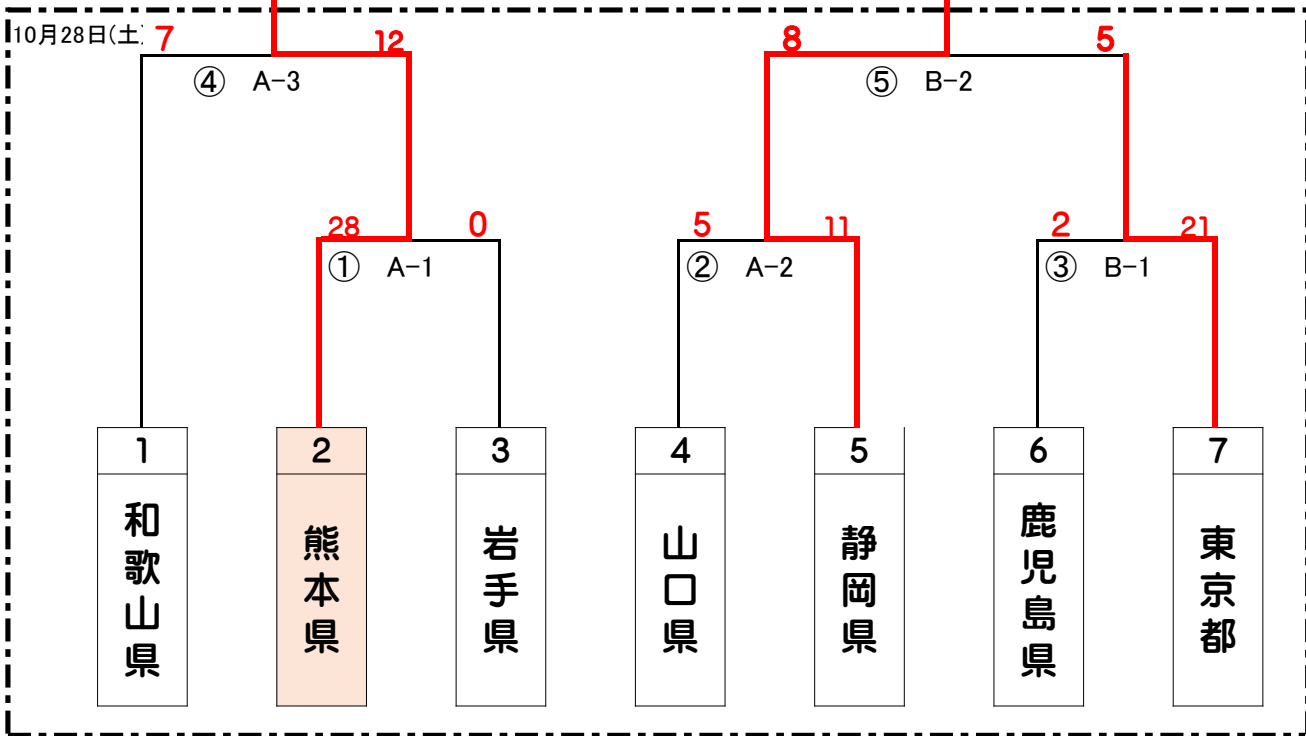 10月28日(土)
7 12 8 5
④ A-3 ⑤ B-2
28 0 5 11 2 21
① A-1 ② A-2 ③ B-1
1 2 3 4 5 6 7
和歌山県
熊本県
岩手県
山口県
静岡県
鹿児島県
東京都